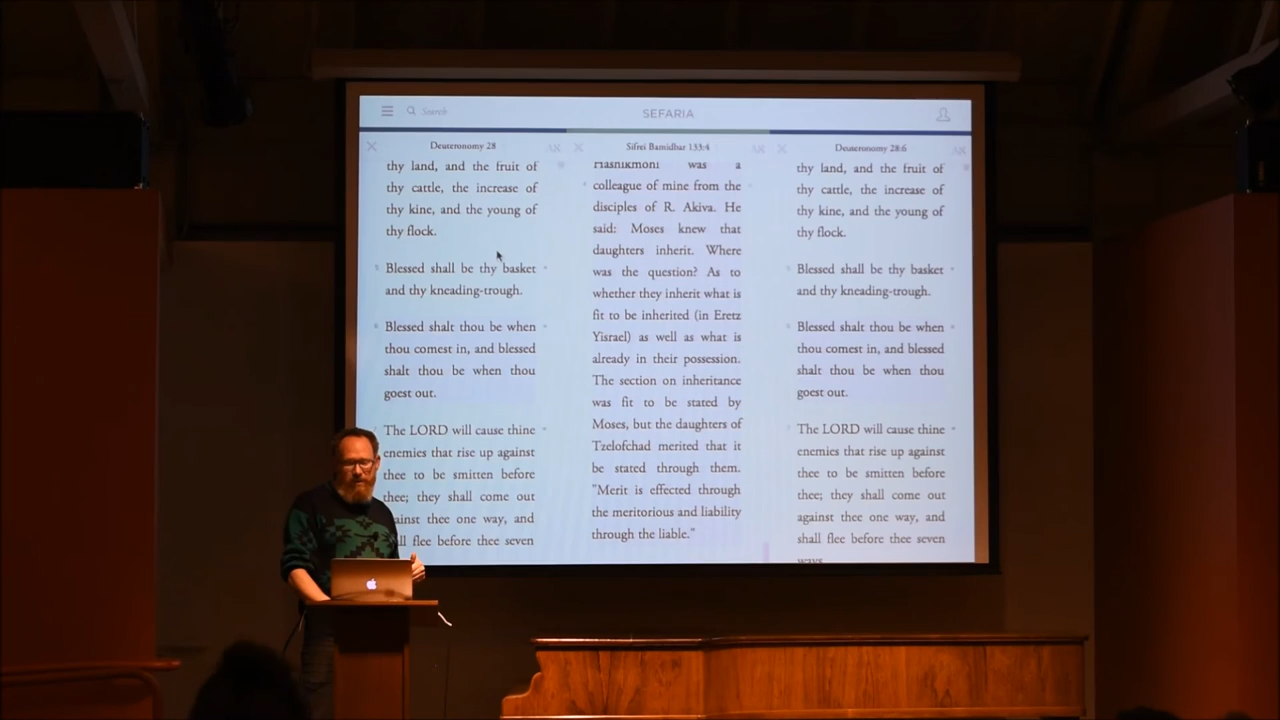 Search
SEFARIA
Deuteronomy 28
thy land, and the fruit of
thy cattle, the increase of
thy kine, and the young of
thy flock.
Blessed shall be thy basket
and thy kneading-trough.
Blessed shalt thou be when
thou comest in, and blessed
shalt thou be when thou
goest out.
The LORD will cause thine
enemies that rise up against
thee to be smitten before
thee; they shall come out
against thee one way, and
flee before thee seven
Sifrei Bamidbar 133:4
Hashikmoni was a
colleague of mine from the
disciples of R. Akiva. He
said: Moses knew that
daughters inherit. Where
was the question? As to
whether they inherit what is
fit to be inherited (in Eretz
Yisrael) as well as what is
already in their possession.
The section on inheritance
was fit to be stated by
Moses, but the daughters of
Tzelofchad merited that it
be stated through them.
"Merit is effected through
the meritorious and liability
through the liable."
Deuteronomy 28:6
thy land, and the fruit of
thy cattle, the increase of
thy kine, and the young of
thy flock.
Blessed shall be thy basket
and thy kneading-trough.
Blessed shalt thou be when
thou comest in, and blessed
shalt thou be when thou
goest out.
The LORD will cause thine
enemies that rise up against
thee to be smitten before
thee; they shall come out
against thee one way, and
shall flee before thee seven
ways